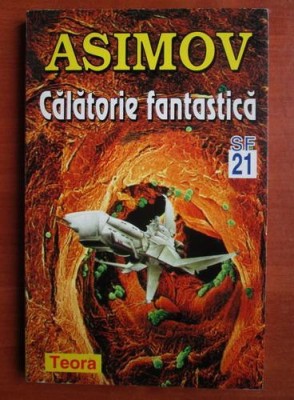 ASIMOV
Călătorie fantastică
SF
21
Teora